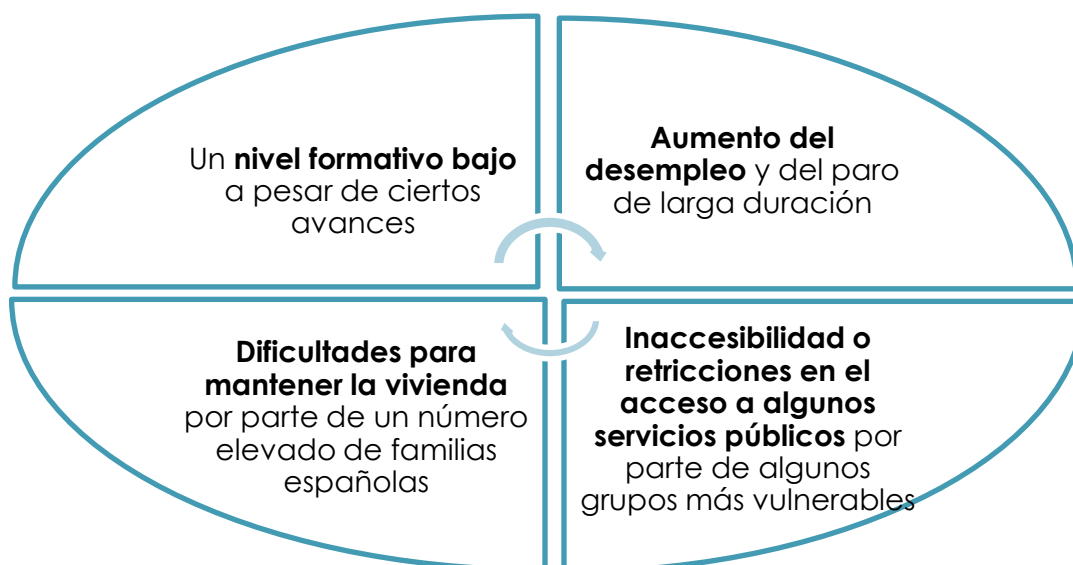 Un nivel formativo bajo
a pesar de ciertos
avances
Aumento del
desempleo y del paro
de larga duración
Dificultades para
mantener la vivienda
por parte de un número
elevado de familias
españolas
Inaccesibilidad o
retricciones en el
acceso a algunos
servicios públicos por
parte de algunos
grupos más vulnerables